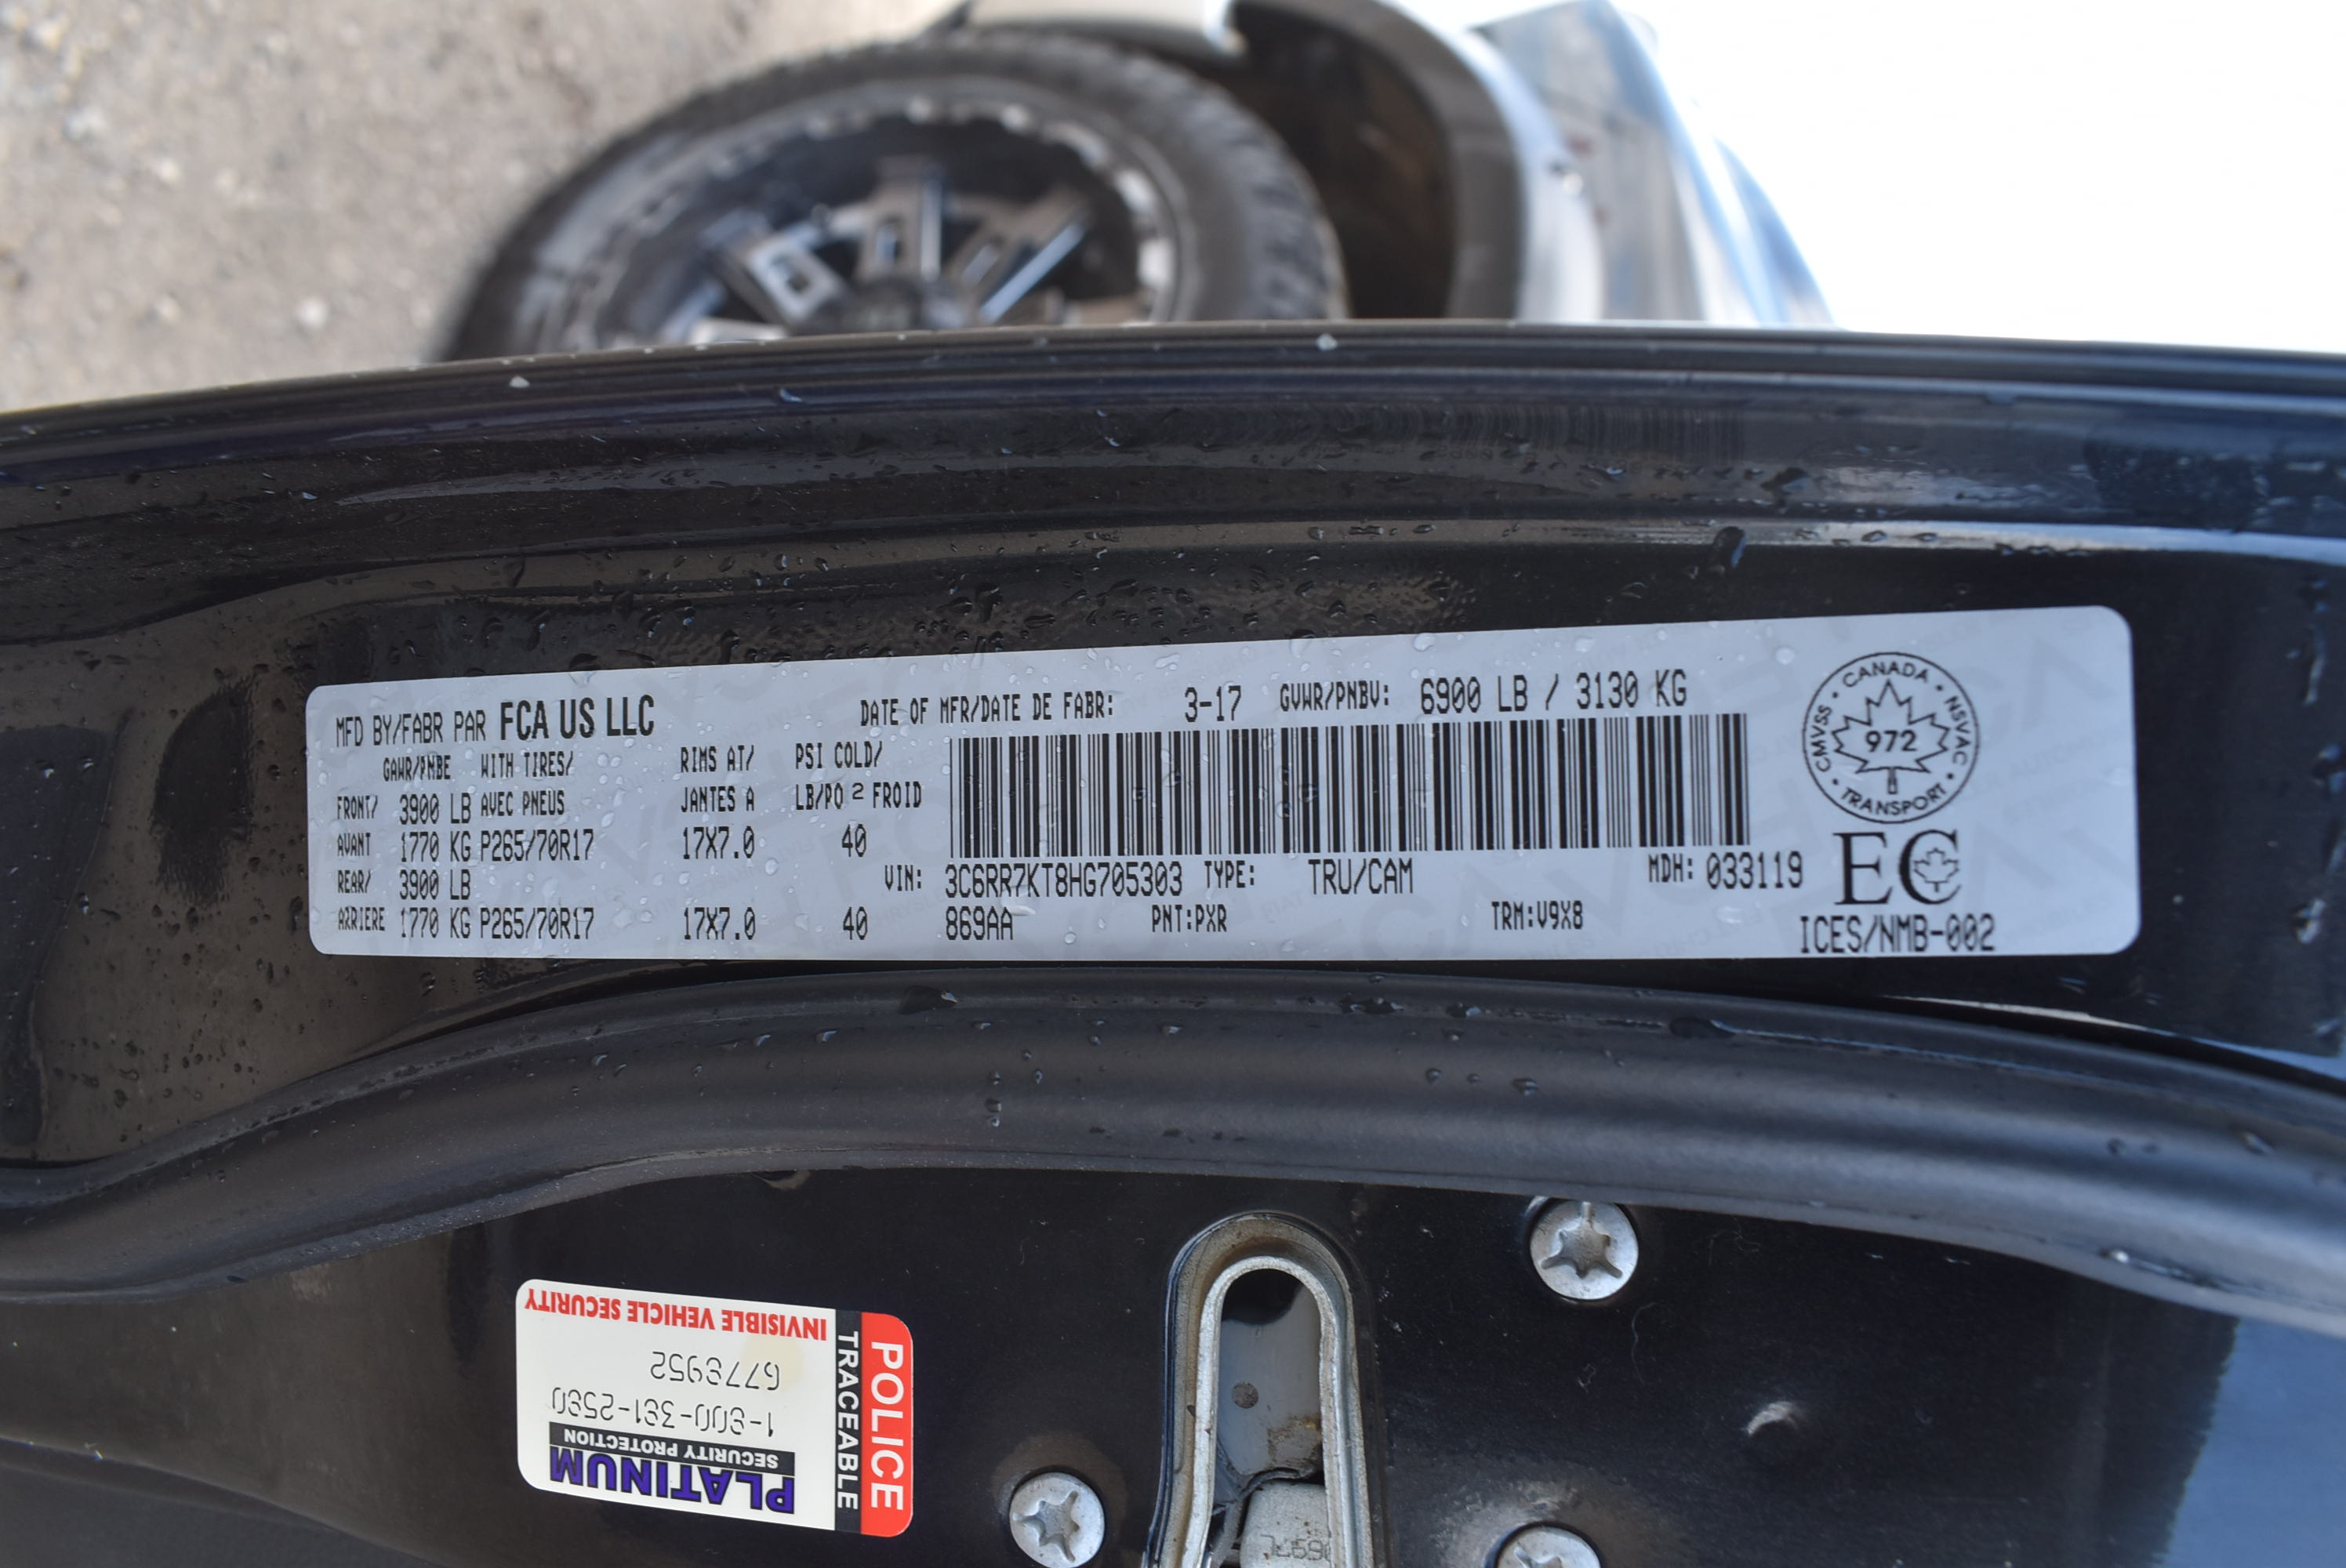 MFD BY/FABR PAR FCA US LLC
DATE OF MFR/DATE DE FABR: 3-17 GVWR/PNBV: 6900 LB / 3130 KG
GAWR/PNBE WITH TIRES/ RIMS AT/ PSI COLD/
FRONT/ 3900 LB AVEC PNEUS JANTES A LB/PO 2 FROID
AVANT 1770 KG P265/70R17 17X7.0 40
REAR/ 3900 LB
ARRIERE 1770 KG P265/70R17 17X7.0 40
VIN: 3C6RR7KT8HG705303 TYPE: TRU/CAM MDH: 033119
869AA PNT:PXR TRM:V9X8
CANADA • NSVAC • TRANSPORT • CMVSS •
972
EC
ICES/NMB-002
PLATINUM
SECURITY PROTECTION
1-800-381-2580
6778952
INVISIBLE VEHICLE SECURITY
POLICE
TRACEABLE